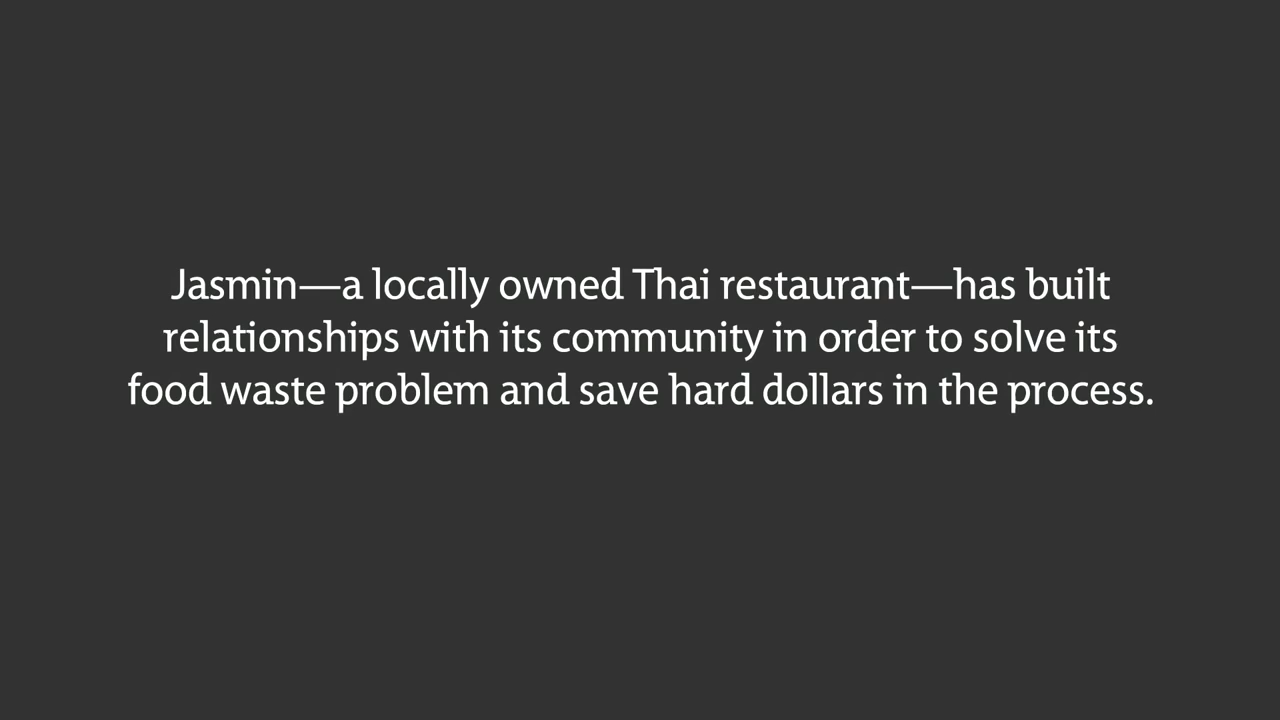 Jasmin—a locally owned Thai restaurant—has built
relationships with its community in order to solve its
food waste problem and save hard dollars in the process.